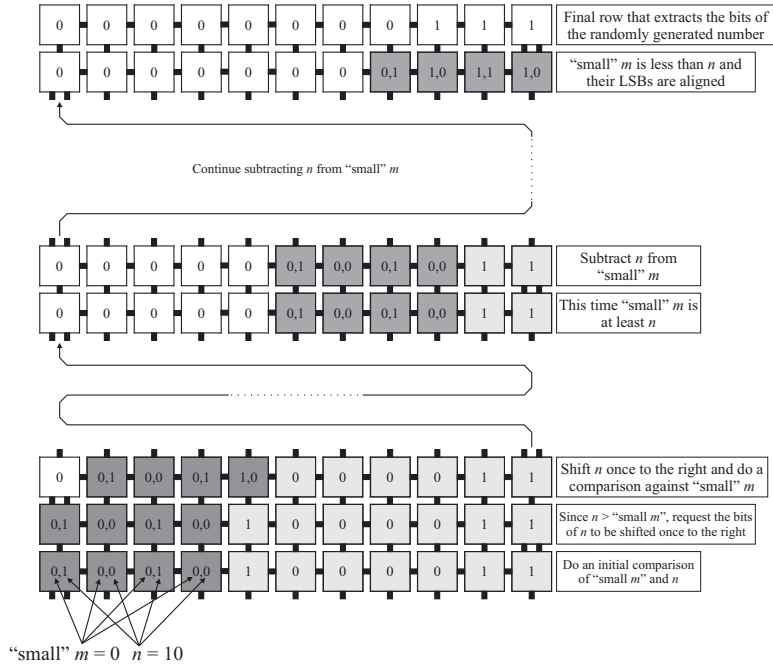 0 0 0 0 0 0 0 0 1 1 1
Final row that extracts the bits of
the randomly generated number
0 0 0 0 0 0 0 0,1 1,0 1,1 1,0
“small” m is less than n and
their LSBs are aligned
Continue subtracting n from “small” m
0 0 0 0 0 0,1 0,0 0,1 0,0 1 1
Subtract n from
“small” m
0 0 0 0 0 0,1 0,0 0,1 0,0 1 1
This time “small” m is
at least n
0 0,1 0,0 0,1 1,0 0 0 0 0 1 1
Shift n once to the right and do a
comparison against “small” m
0,1 0,0 0,1 0,0 1 0 0 0 0 1 1
Since n > “small m”, request the bits
of n to be shifted once to the right
0,1 0,0 0,1 0,0 1 0 0 0 0 1 1
Do an initial comparison
of “small m” and n
“small” m = 0 n = 10